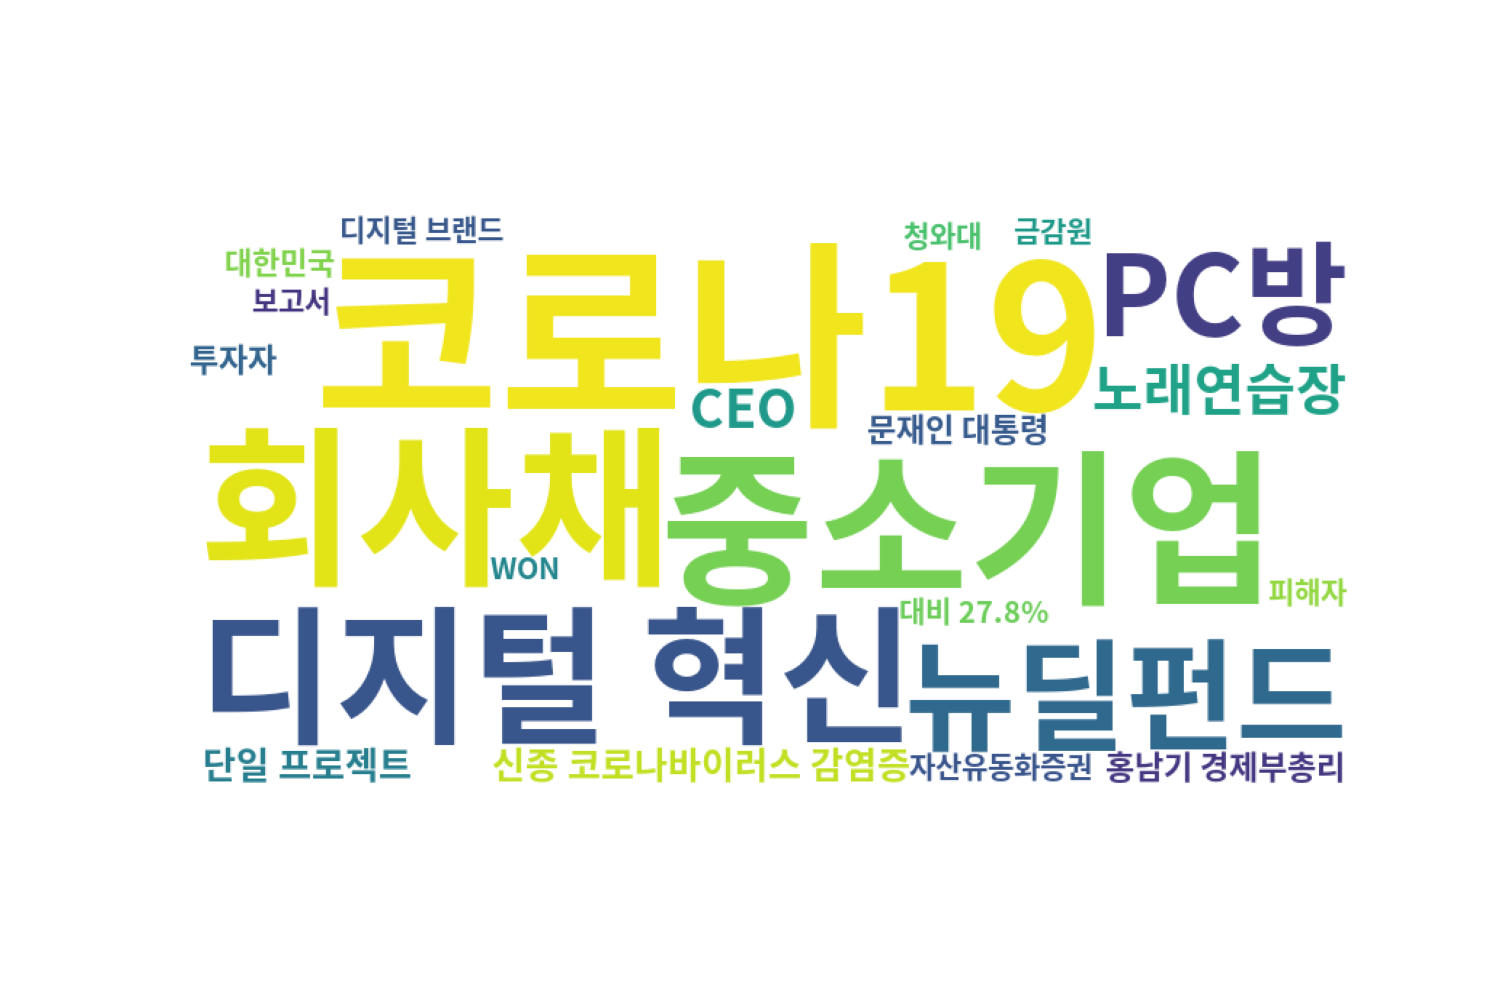 디지털 브랜드
청와대
금감원
대한민국
보고서
코로나19
PC방
투자자
노래연습장
CEO
문재인 대통령
회사채
중소기업
WON
피해자
대비 27.8%
디지털 혁신
뉴딜펀드
단일 프로젝트
신종 코로나바이러스 감염증
자산유동화증권
홍남기 경제부총리